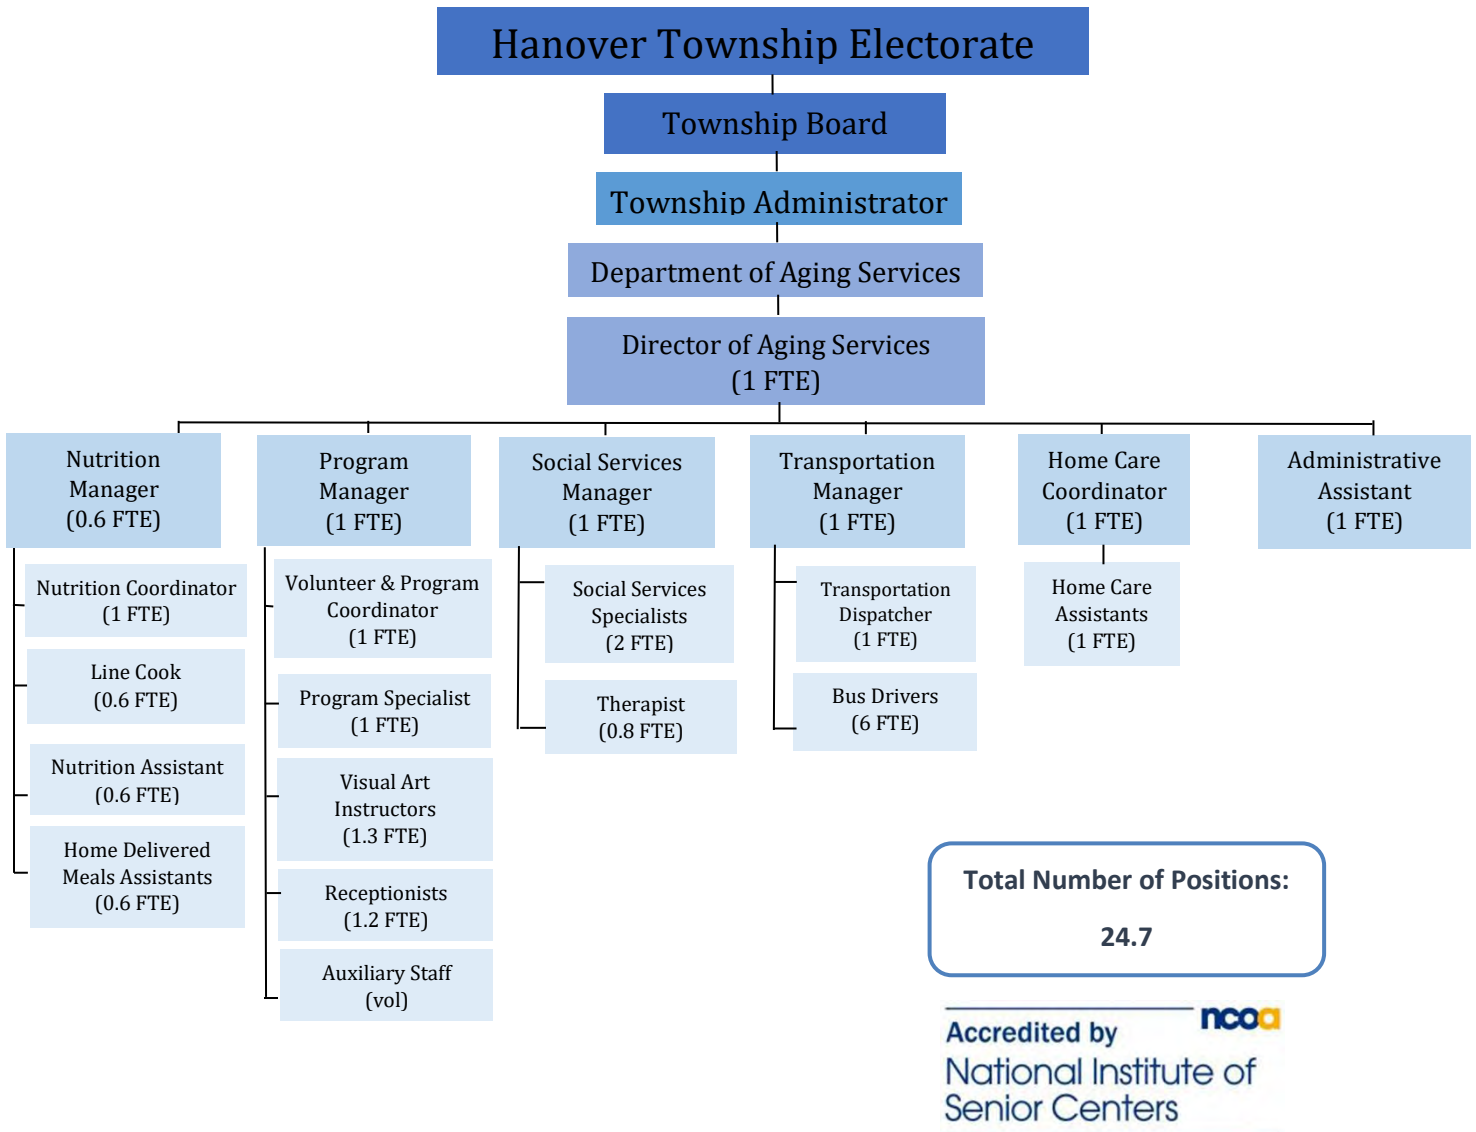 Hanover Township Electorate
Township Board
Township Administrator
Department of Aging Services
Director of Aging Services
(1 FTE)
Nutrition
Manager
(0.6 FTE)
Program
Manager
(1 FTE)
Social Services
Manager
(1 FTE)
Transportation
Manager
(1 FTE)
Home Care
Coordinator
(1 FTE)
Administrative
Assistant
(1 FTE)
Nutrition Coordinator
(1 FTE)
Line Cook
(0.6 FTE)
Nutrition Assistant
(0.6 FTE)
Home Delivered
Meals Assistants
(0.6 FTE)
Volunteer & Program
Coordinator
(1 FTE)
Program Specialist
(1 FTE)
Visual Art
Instructors
(1.3 FTE)
Receptionists
(1.2 FTE)
Auxiliary Staff
(vol)
Social Services
Specialists
(2 FTE)
Therapist
(0.8 FTE)
Transportation
Dispatcher
(1 FTE)
Bus Drivers
(6 FTE)
Home Care
Assistants
(1 FTE)
Total Number of Positions:
24.7
ncoa
Accredited by
National Institute of
Senior Centers